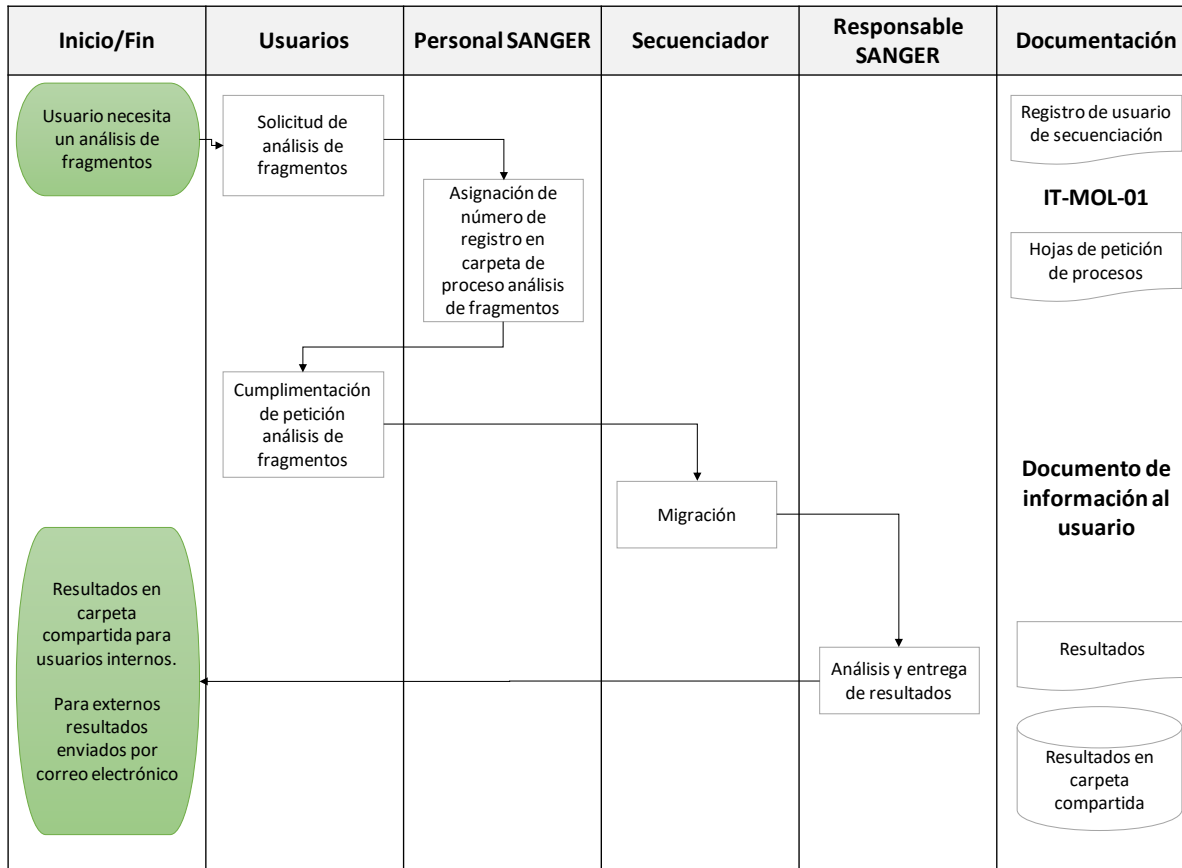 Inicio/Fin
Usuarios
Personal SANGER
Secuenciador
Responsable
SANGER
Documentación
Usuario necesita
un análisis de
fragmentos
Solicitud de
análisis de
fragmentos
Asignación de
número de
registro en
carpeta de
proceso análisis
de fragmentos
Cumplimentación
de petición
análisis de
fragmentos
Migración
Análisis y entrega
de resultados
Resultados en
carpeta
compartida para
usuarios internos.
Para externos
resultados
enviados por
correo electrónico
Registro de usuario
de secuenciación
IT-MOL-01
Hojas de petición
de procesos
Documento de
información al
usuario
Resultados
Resultados en
carpeta
compartida